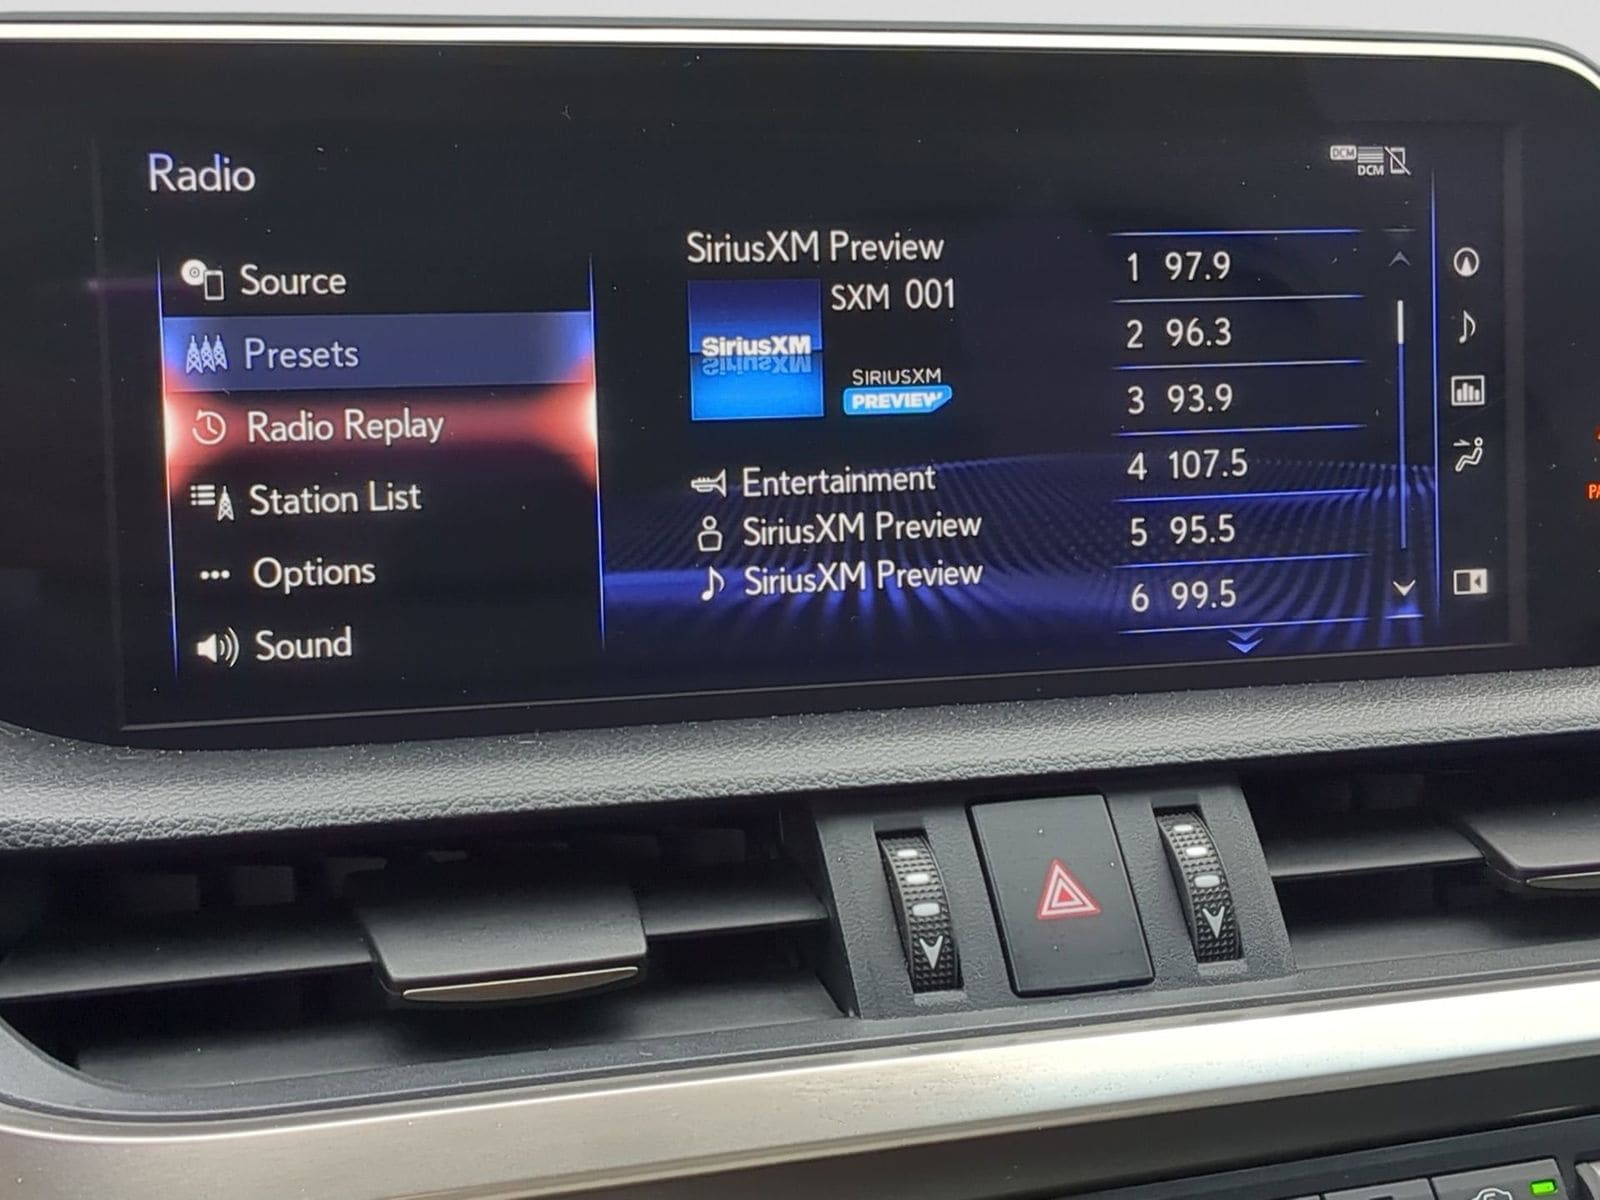 Radio
DCM
DCM
Source
Presets
Radio Replay
Station List
Options
Sound
SiriusXM Preview
SXM 001
SiriusXM
SIRIUSXM
PREVIEW
Entertainment
SiriusXM Preview
SiriusXM Preview
1 97.9
2 96.3
3 93.9
4 107.5
5 95.5
6 99.5